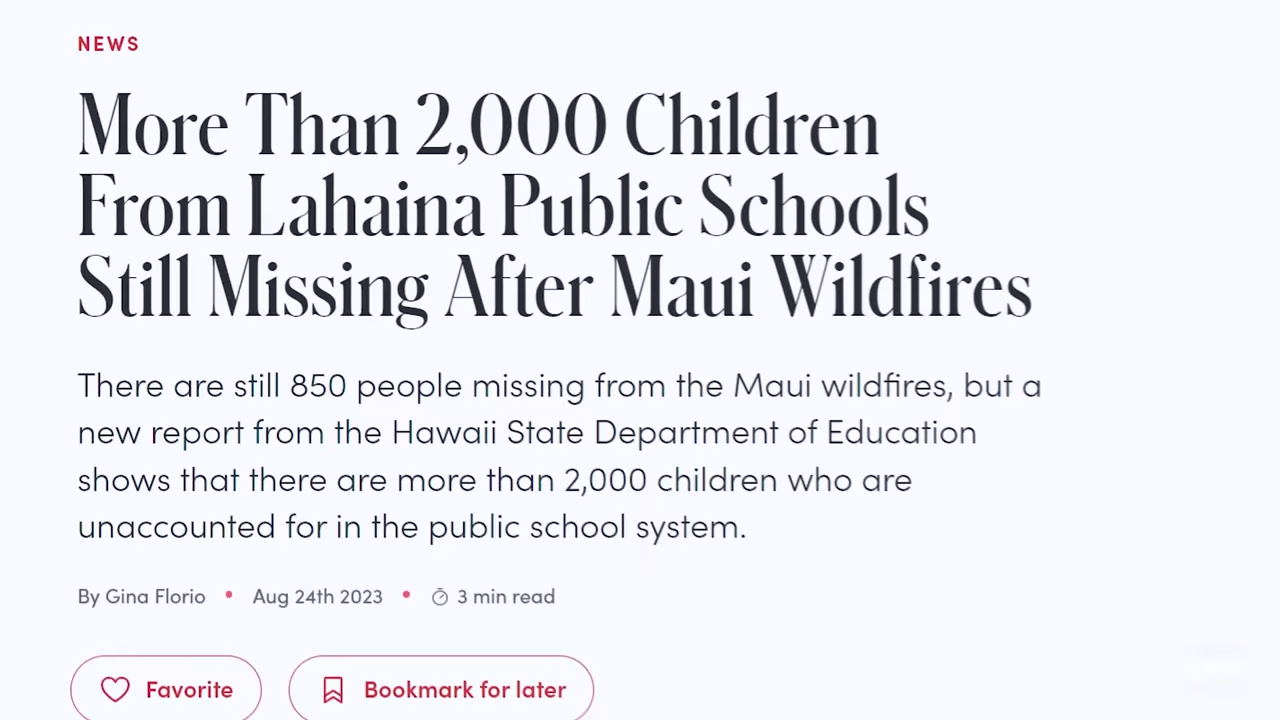 NEWS
More Than 2,000 Children
From Lahaina Public Schools
Still Missing After Maui Wildfires
There are still 850 people missing from the Maui wildfires, but a
new report from the Hawaii State Department of Education
shows that there are more than 2,000 children who are
unaccounted for in the public school system.
By Gina Florio • Aug 24th 2023 • 3 min read
Favorite Bookmark for later